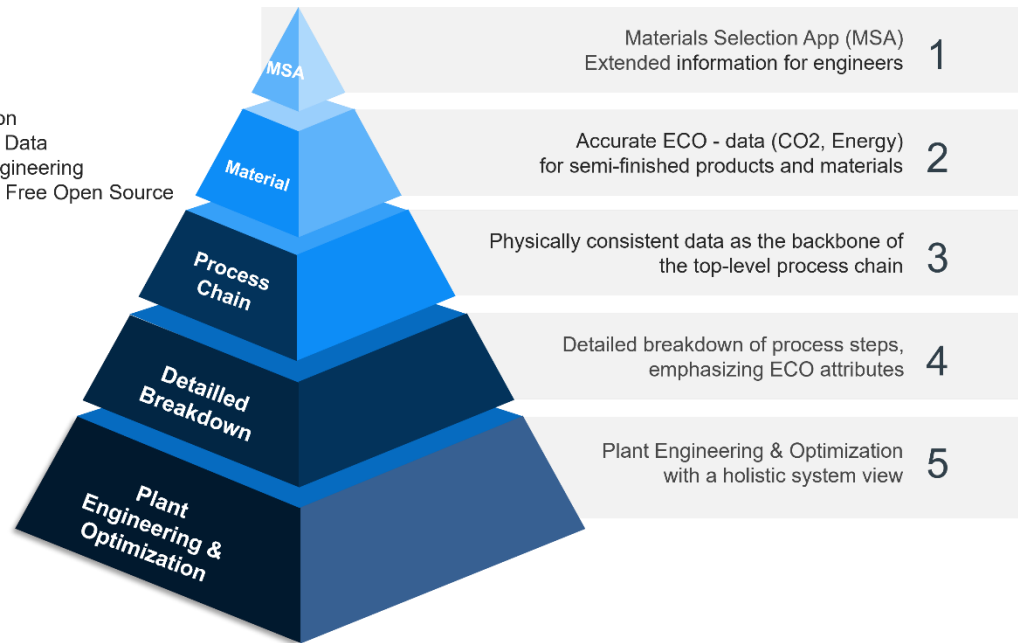 MSA
Materials Selection App (MSA)
Extended information for engineers
1
on
Data
gineering
Free Open Source
Material
Accurate ECO - data (CO2, Energy)
for semi-finished products and materials
2
Process
Chain
Physically consistent data as the backbone of
the top-level process chain
3
Detailled
Breakdown
Detailed breakdown of process steps,
emphasizing ECO attributes
4
Plant
Engineering &
Optimization
Plant Engineering & Optimization
with a holistic system view
5